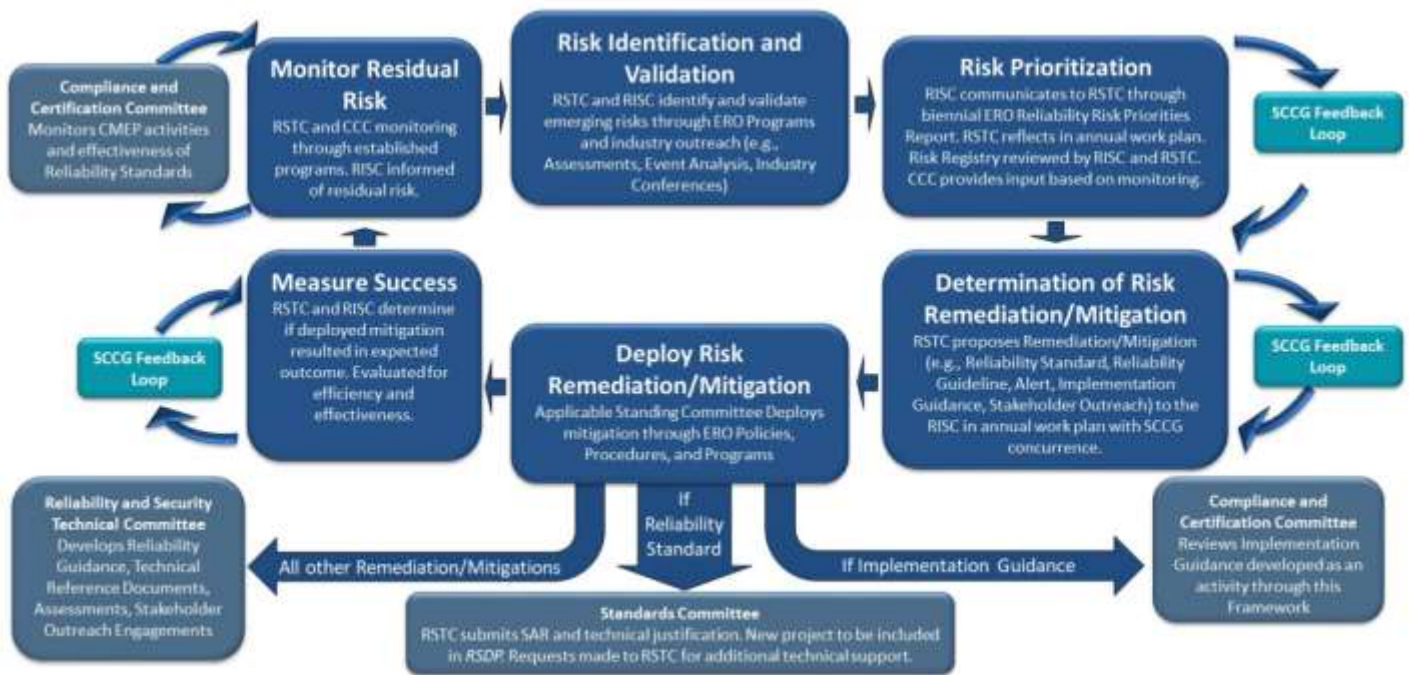 Compliance and
Certification Committee
Monitors CMEP activities
and effectiveness of
Reliability Standards
Monitor Residual
Risk
RSTC and CCC monitoring
through established
programs. RISC informed
of residual risk.
Risk Identification and
Validation
RSTC and RISC identify and validate
emerging risks through ERO Programs
and industry outreach (e.g.,
Assessments, Event Analysis, Industry
Conferences)
Risk Prioritization
RISC communicates to RSTC through
biennial ERO Reliability Risk Priorities
Report. RSTC reflects in annual work plan.
Risk Registry reviewed by RISC and RSTC.
CCC provides input based on monitoring.
SCCG Feedback
Loop
Determination of Risk
Remediation/Mitigation
RSTC proposes Remediation/Mitigation
(e.g., Reliability Standard, Reliability
Guideline, Alert, Implementation
Guidance, Stakeholder Outreach) to the
RISC in annual work plan with SCCG
concurrence.
SCCG Feedback
Loop
Deploy Risk
Remediation/Mitigation
Applicable Standing Committee Deploys
mitigation through ERO Policies,
Procedures, and Programs
Measure Success
RSTC and RISC determine
if deployed mitigation
resulted in expected
outcome. Evaluated for
efficiency and
effectiveness.
SCCG Feedback
Loop
Reliability and Security
Technical Committee
Develops Reliability
Guidance, Technical
Reference Documents,
Assessments, Stakeholder
Outreach Engagements
All other Remediation/Mitigations
If
Reliability
Standard
If Implementation Guidance
Compliance and
Certification Committee
Reviews Implementation
Guidance developed as an
activity through this
Framework
Standards Committee
RSTC submits SAR and technical justification. New project to be included
in RSDP. Requests made to RSTC for additional technical support.